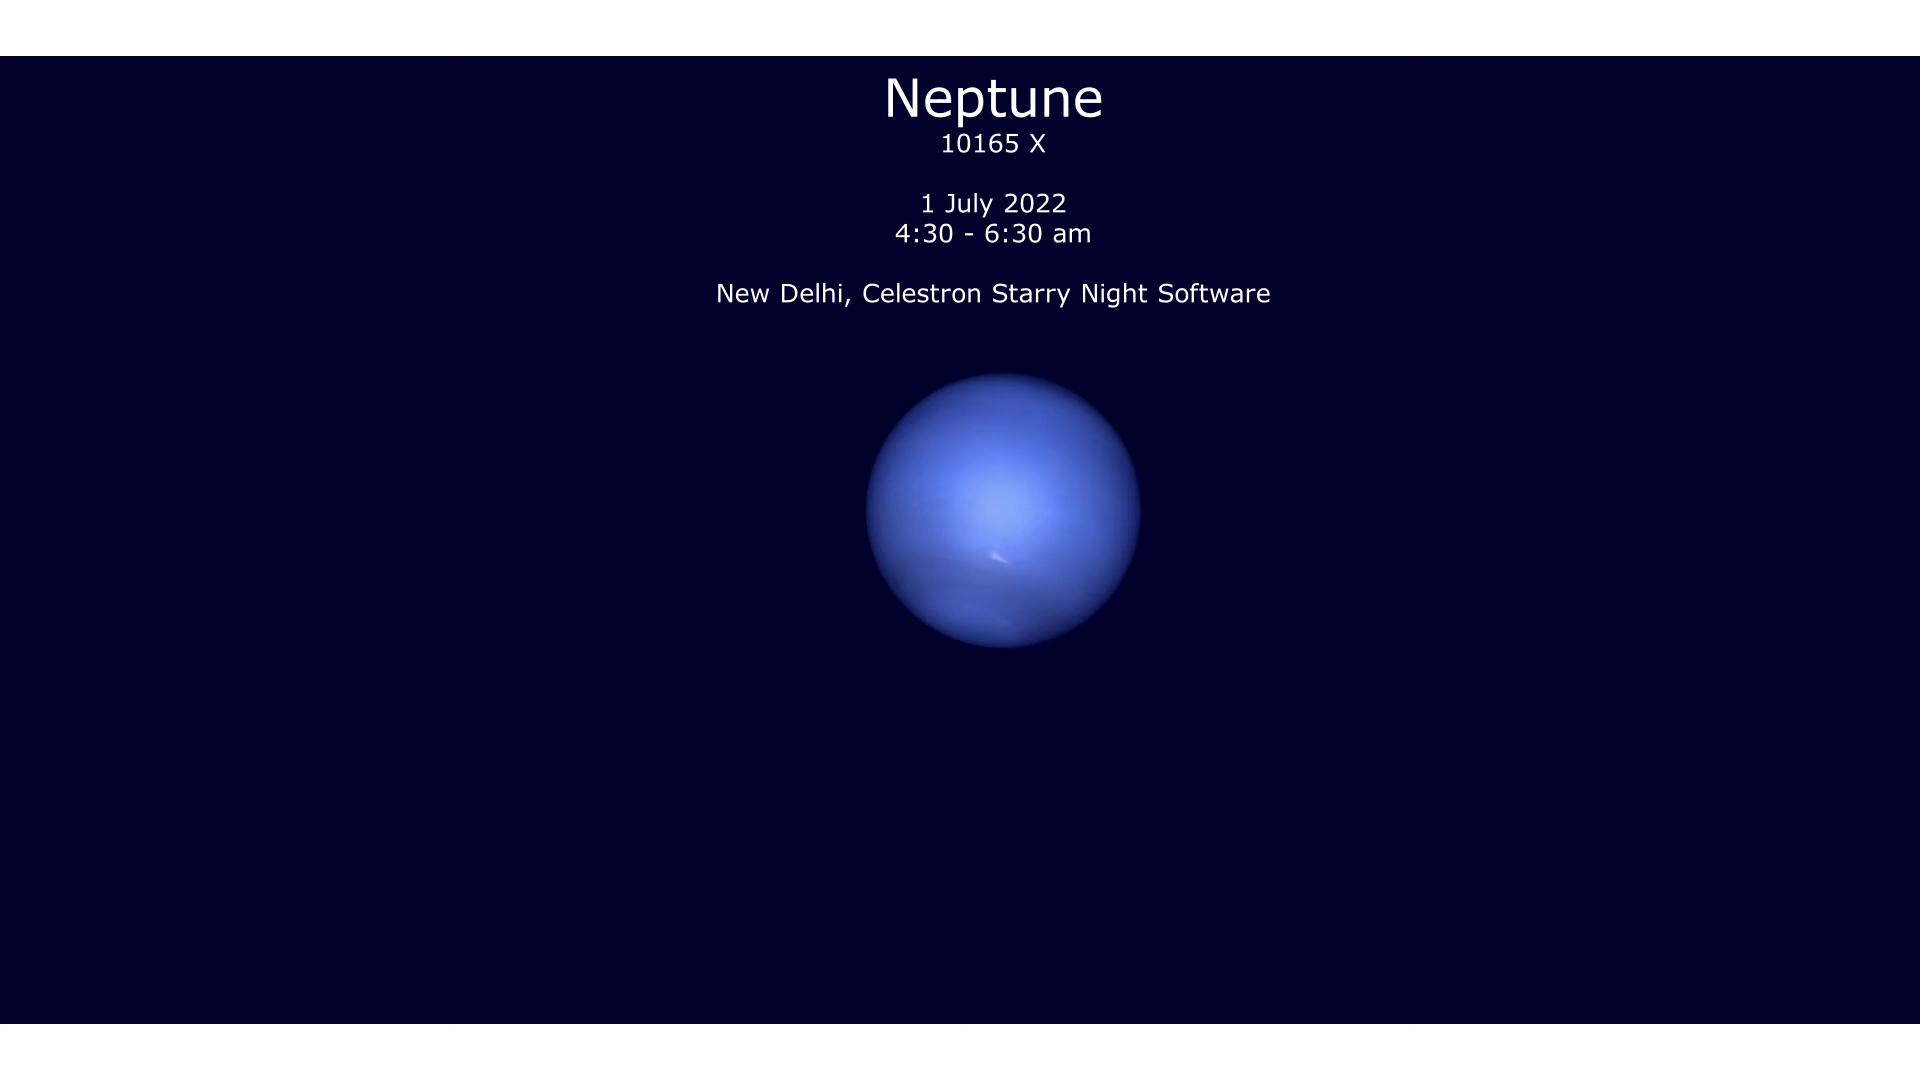 Neptune
10165 X
1 July 2022
4:30 - 6:30 am
New Delhi, Celestron Starry Night Software